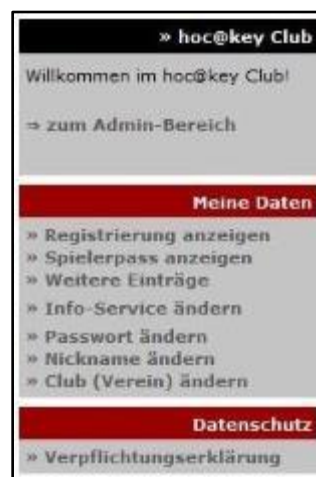 » hoc@key Club
Willkommen im hoc@key Club!
⇒ zum Admin-Bereich
Meine Daten
» Registrierung anzeigen
» Spielerpass anzeigen
» Weitere Einträge
» Info-Service ändern
» Passwort ändern
» Nickname ändern
» Club (Verein) ändern
Datenschutz
» Verpflichtungserklärung